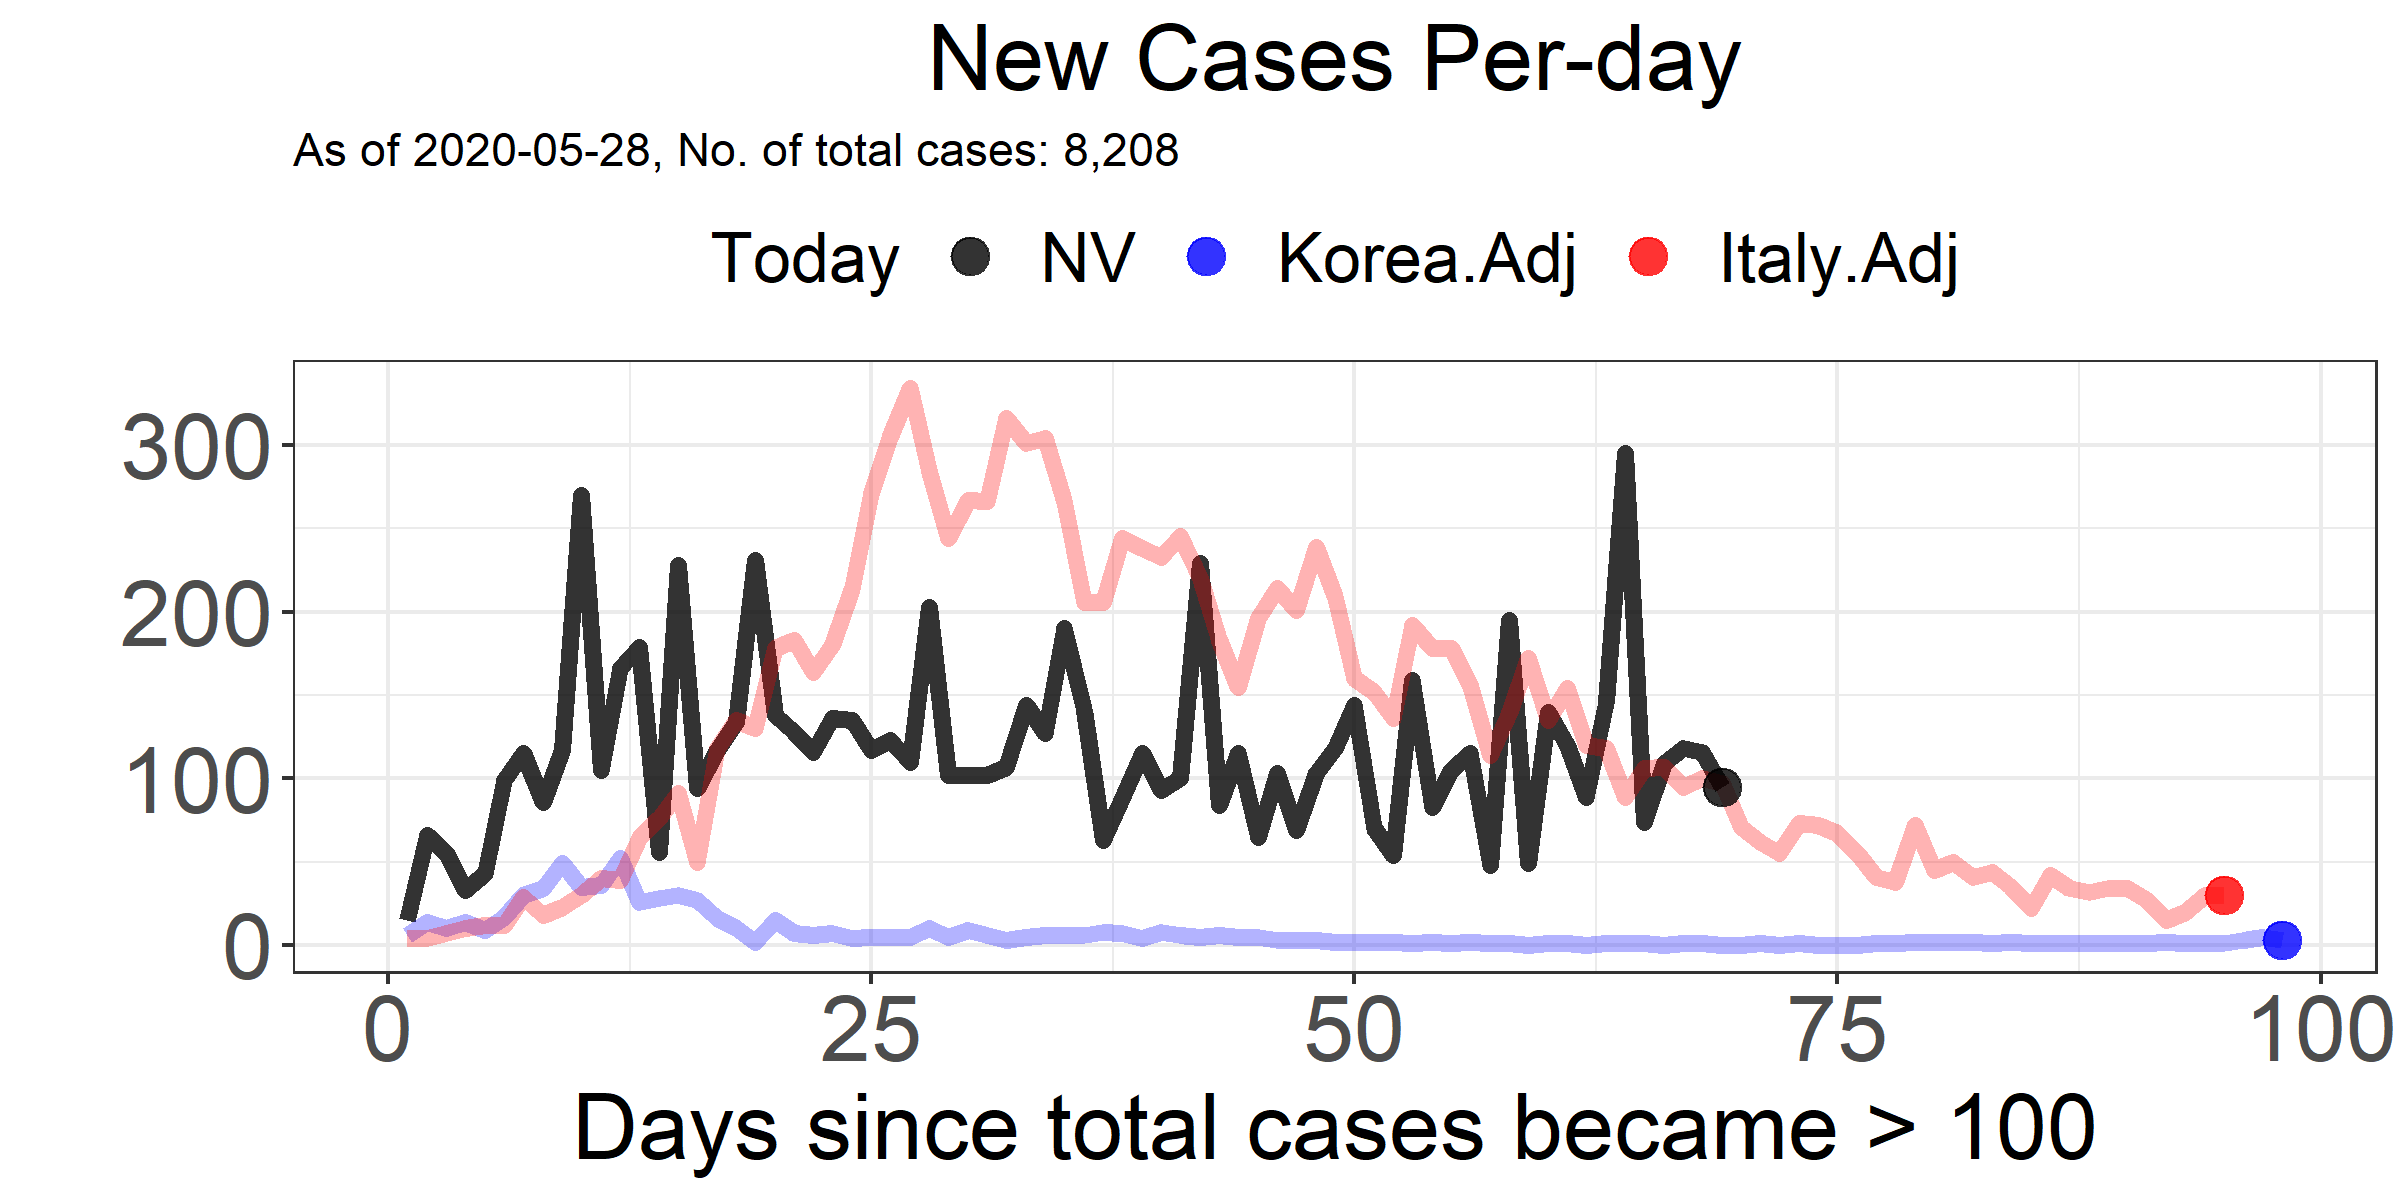 New Cases Per-day
As of 2020-05-28, No. of total cases: 8,208
Today NV Korea.Adj Italy.Adj
300
200
100
0
0 25 50 75 100
Days since total cases became > 100